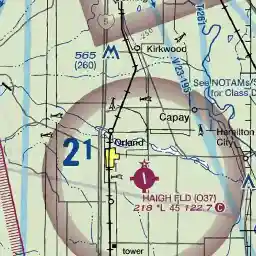 565
(260)
Kirkwood
V23 195
1261
See NOTAMs/S
for Class D
Capay
Hamilton
City
21
Orland
HAIGH FLD (O37)
218 *L 45 122.7 C
tower